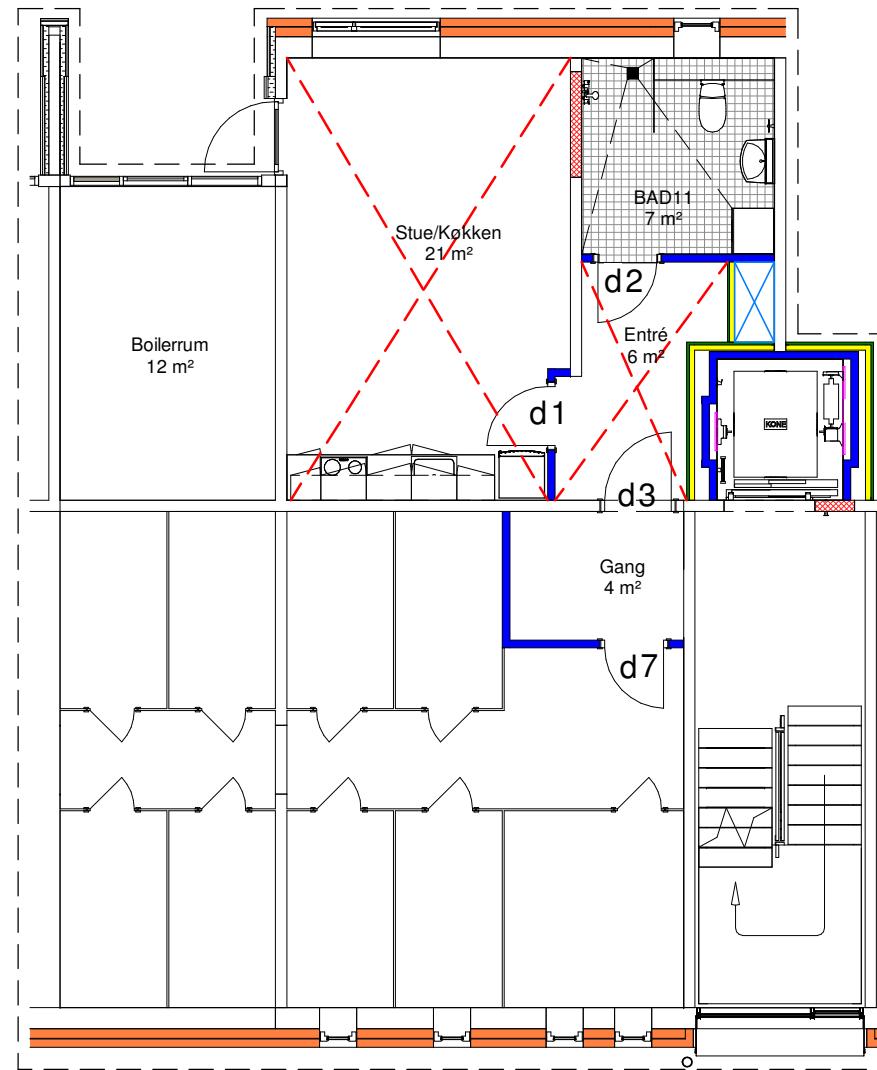 BAD11
7 m²
Stue/Køkken
21 m²
d2
Entré
6 m²
Boilerrum
12 m²
d1
KONE
d3
Gang
4 m²
d7